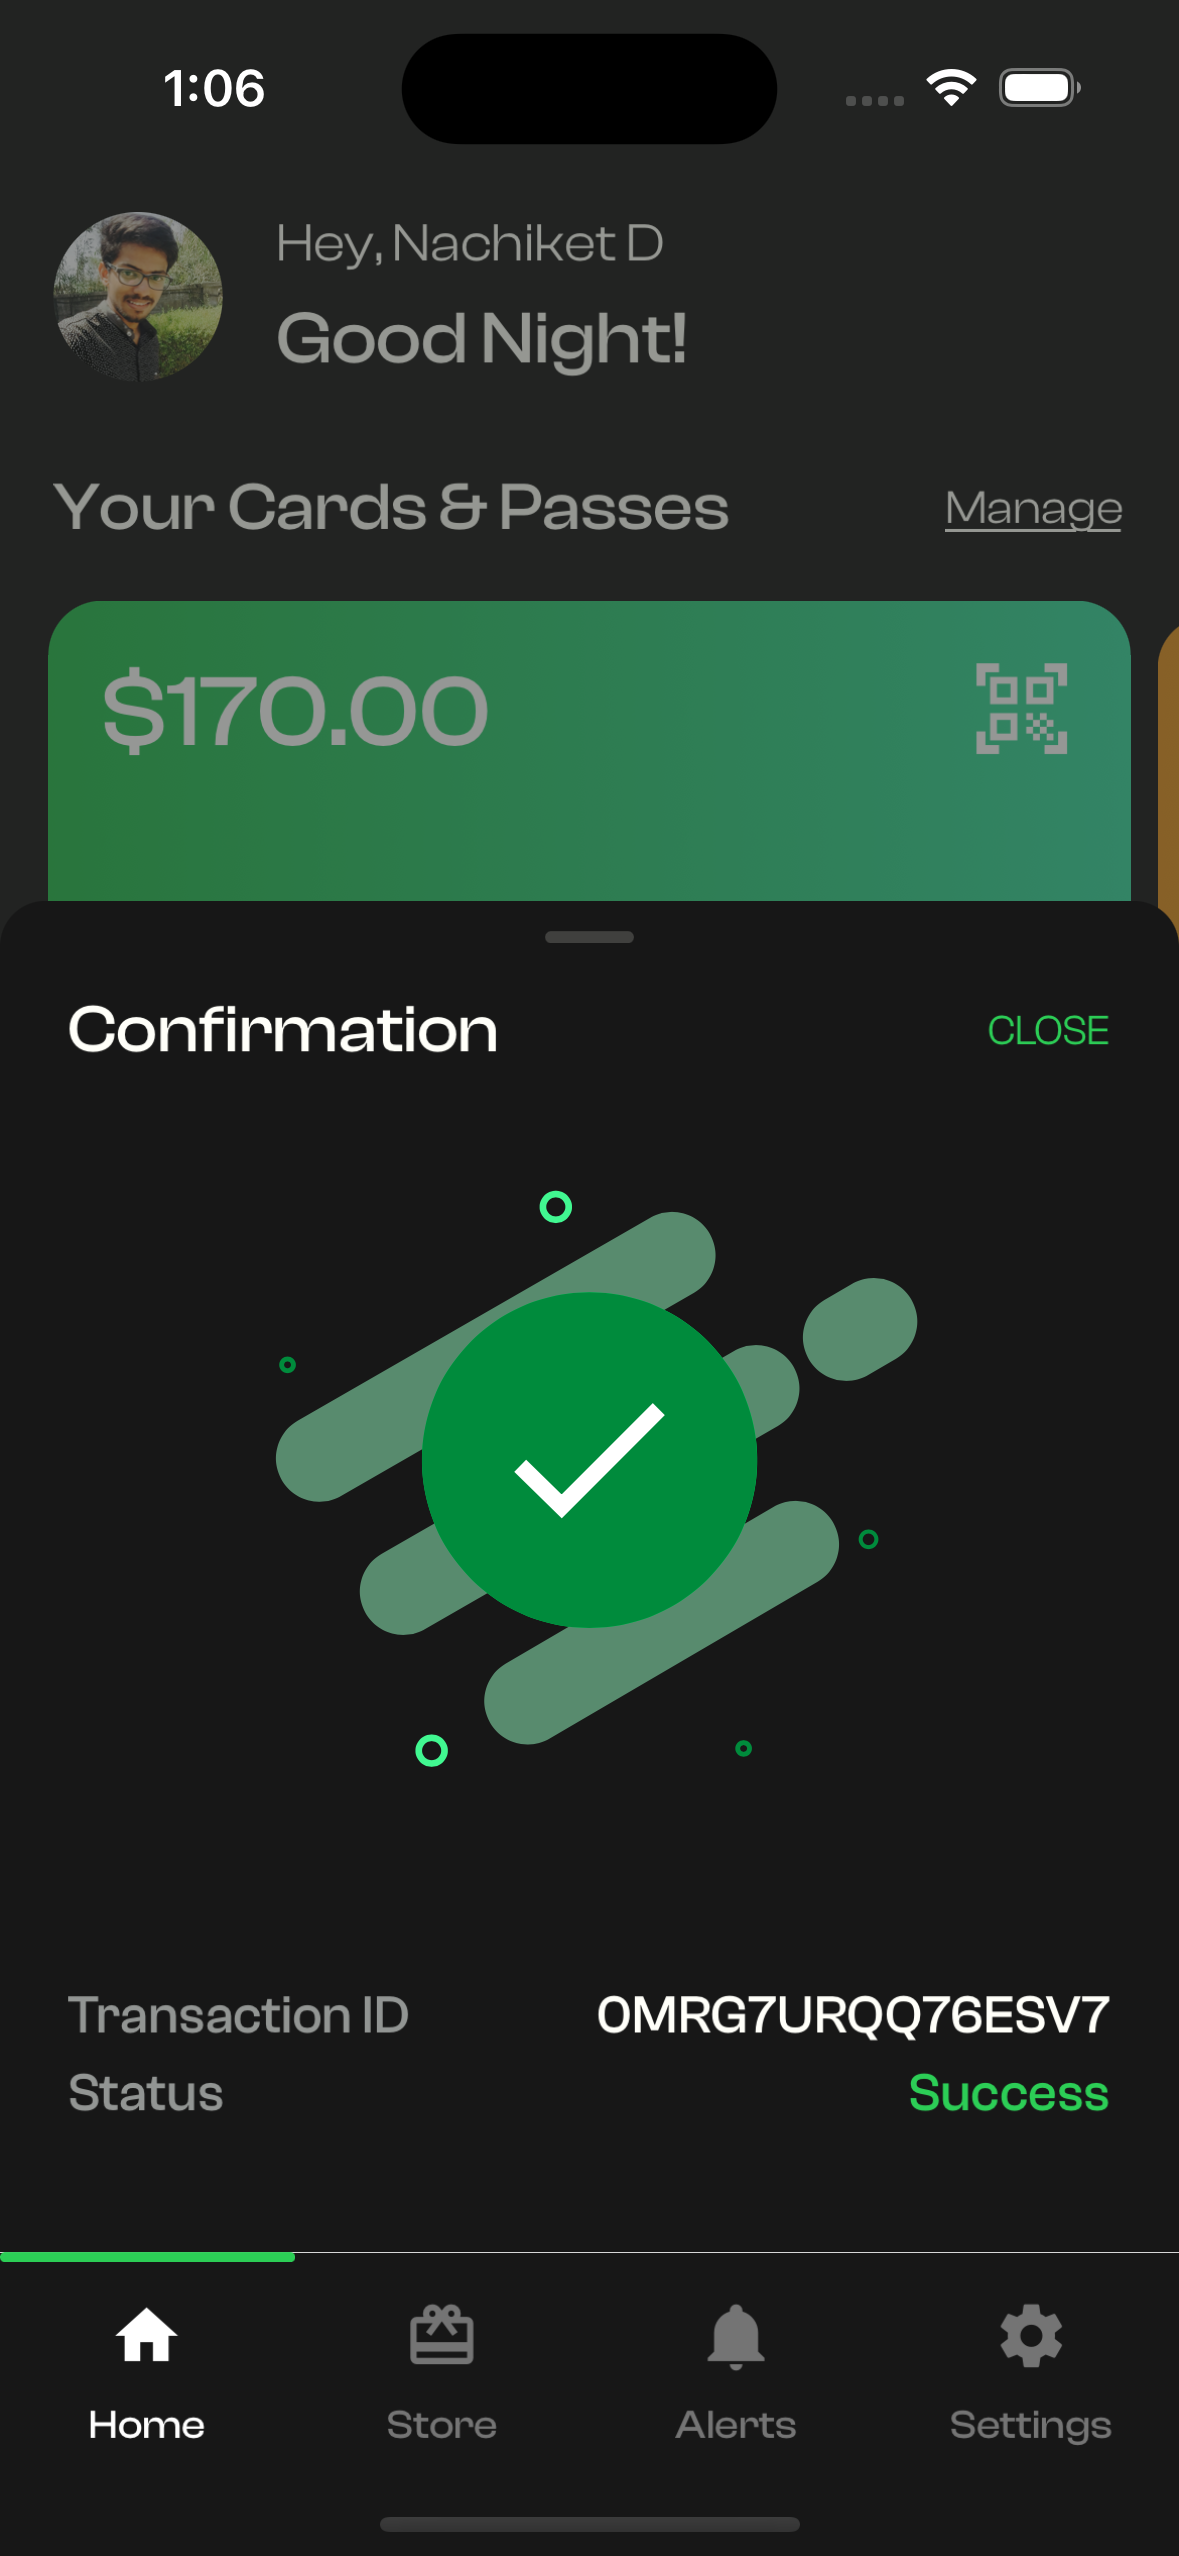 1:06
Hey, Nachiket D
Good Night!
Your Cards & Passes
Manage
$170.00
Confirmation
CLOSE
Transaction ID
0MRG7URQQ76ESV7
Status
Success
Home
Store
Alerts
Settings